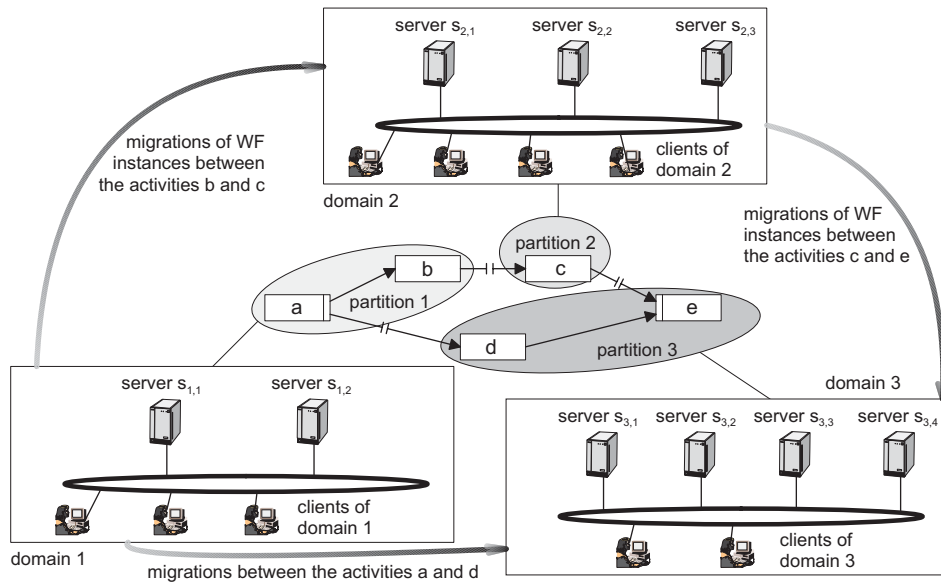 server s2,1
server s2,2
server s2,3
clients of
domain 2
domain 2
migrations of WF
instances between
the activities b and c
migrations of WF
instances between
the activities c and e
partition 2
b
c
partition 1
a
e
d
partition 3
domain 3
server s1,1
server s1,2
clients of
domain 1
domain 1
server s3,1
server s3,2
server s3,3
server s3,4
clients of
domain 3
migrations between the activities a and d